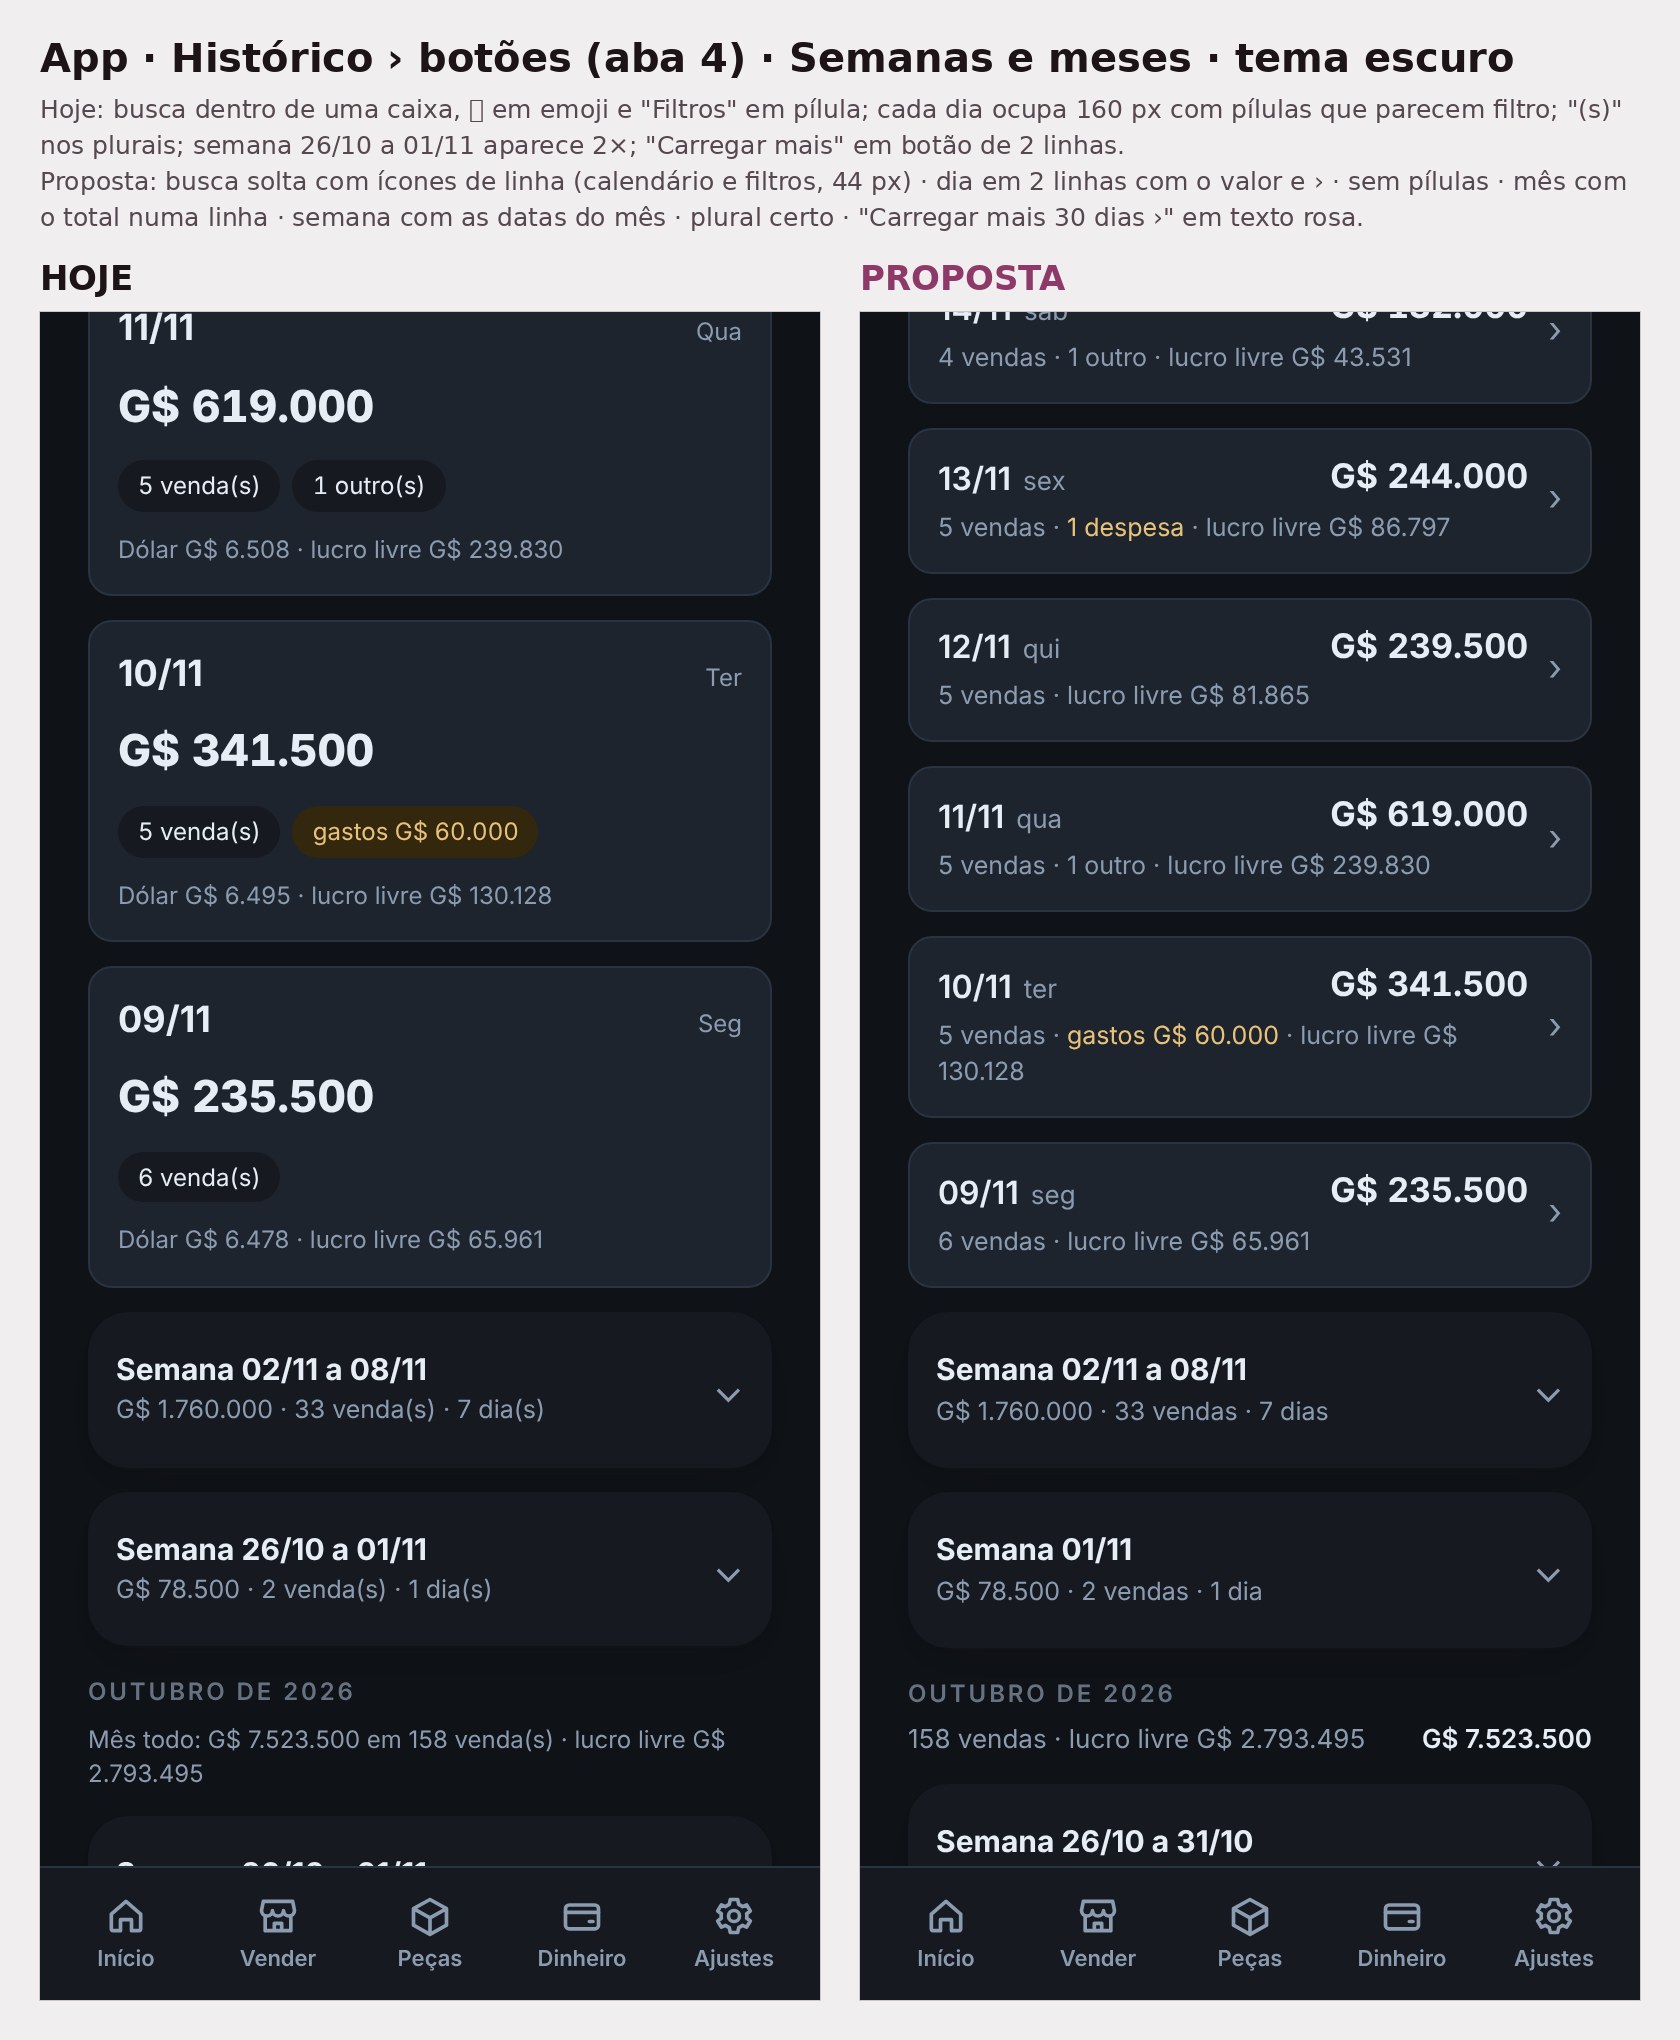 App · Histórico › botões (aba 4) · Semanas e meses · tema escuro
Hoje: busca dentro de uma caixa, em emoji e "Filtros" em pílula; cada dia ocupa 160 px com pílulas que parecem filtro; "(s)"
nos plurais; semana 26/10 a 01/11 aparece 2×; "Carregar mais" em botão de 2 linhas.
Proposta: busca solta com ícones de linha (calendário e filtros, 44 px) · dia em 2 linhas com o valor e › · sem pílulas · mês com
o total numa linha · semana com as datas do mês · plural certo · "Carregar mais 30 dias ›" em texto rosa.
HOJE
11/11 Qua
G$ 619.000
5 venda(s) 1 outro(s)
Dólar G$ 6.508 · lucro livre G$ 239.830
10/11 Ter
G$ 341.500
5 venda(s) gastos G$ 60.000
Dólar G$ 6.495 · lucro livre G$ 130.128
09/11 Seg
G$ 235.500
6 venda(s)
Dólar G$ 6.478 · lucro livre G$ 65.961
Semana 02/11 a 08/11
G$ 1.760.000 · 33 venda(s) · 7 dia(s)
Semana 26/10 a 01/11
G$ 78.500 · 2 venda(s) · 1 dia(s)
OUTUBRO DE 2026
Mês todo: G$ 7.523.500 em 158 venda(s) · lucro livre G$
2.793.495
Início Vender Peças Dinheiro Ajustes
PROPOSTA
14/11 sáb
4 vendas · 1 outro · lucro livre G$ 43.531 ›
13/11 sex G$ 244.000 ›
5 vendas · 1 despesa · lucro livre G$ 86.797
12/11 qui G$ 239.500 ›
5 vendas · lucro livre G$ 81.865
11/11 qua G$ 619.000 ›
5 vendas · 1 outro · lucro livre G$ 239.830
10/11 ter G$ 341.500 ›
5 vendas · gastos G$ 60.000 · lucro livre G$
130.128
09/11 seg G$ 235.500 ›
6 vendas · lucro livre G$ 65.961
Semana 02/11 a 08/11
G$ 1.760.000 · 33 vendas · 7 dias
Semana 01/11
G$ 78.500 · 2 vendas · 1 dia
OUTUBRO DE 2026
158 vendas · lucro livre G$ 2.793.495 G$ 7.523.500
Semana 26/10 a 31/10
Início Vender Peças Dinheiro Ajustes